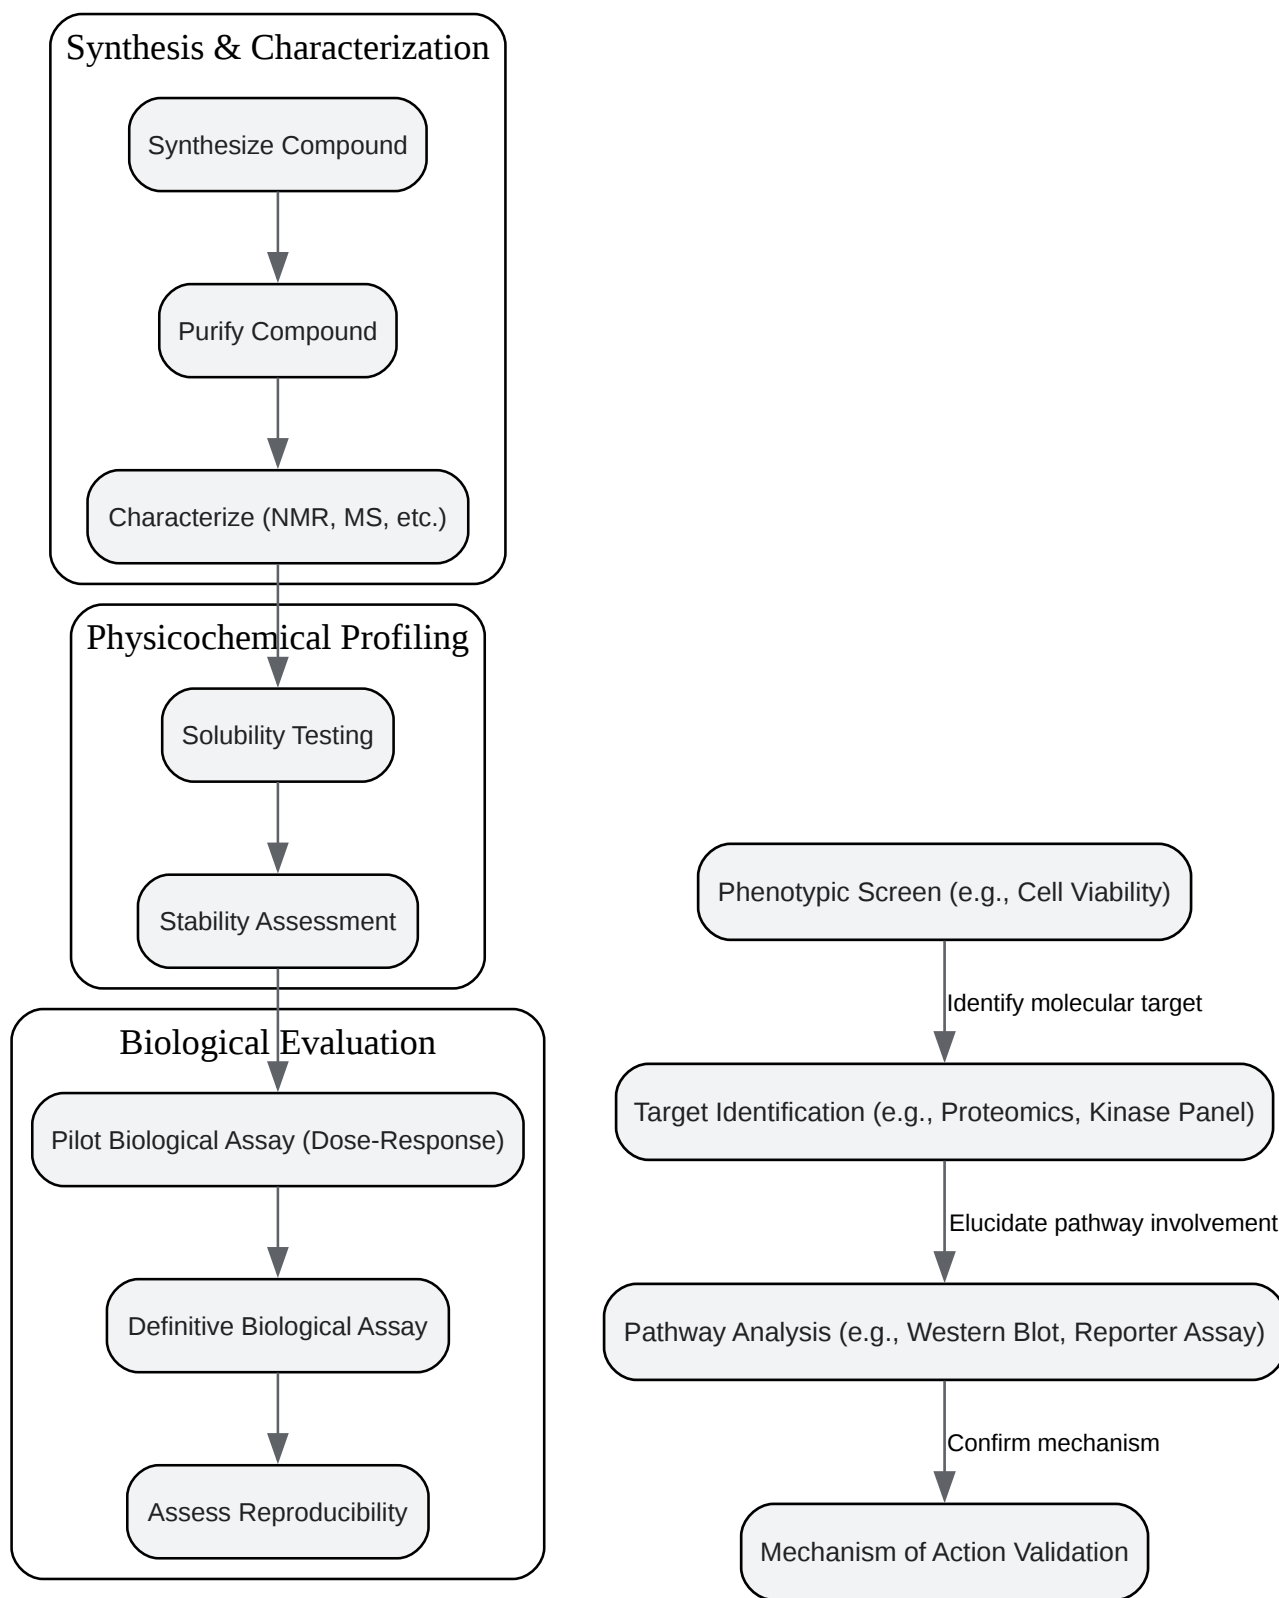 Synthesis & Characterization
Synthesize Compound
Purify Compound
Characterize (NMR, MS, etc.)
Physicochemical Profiling
Solubility Testing
Stability Assessment
Biological Evaluation
Pilot Biological Assay (Dose-Response)
Definitive Biological Assay
Assess Reproducibility
Phenotypic Screen (e.g., Cell Viability)
Identify molecular target
Target Identification (e.g., Proteomics, Kinase Panel)
Elucidate pathway involvement
Pathway Analysis (e.g., Western Blot, Reporter Assay)
Confirm mechanism
Mechanism of Action Validation